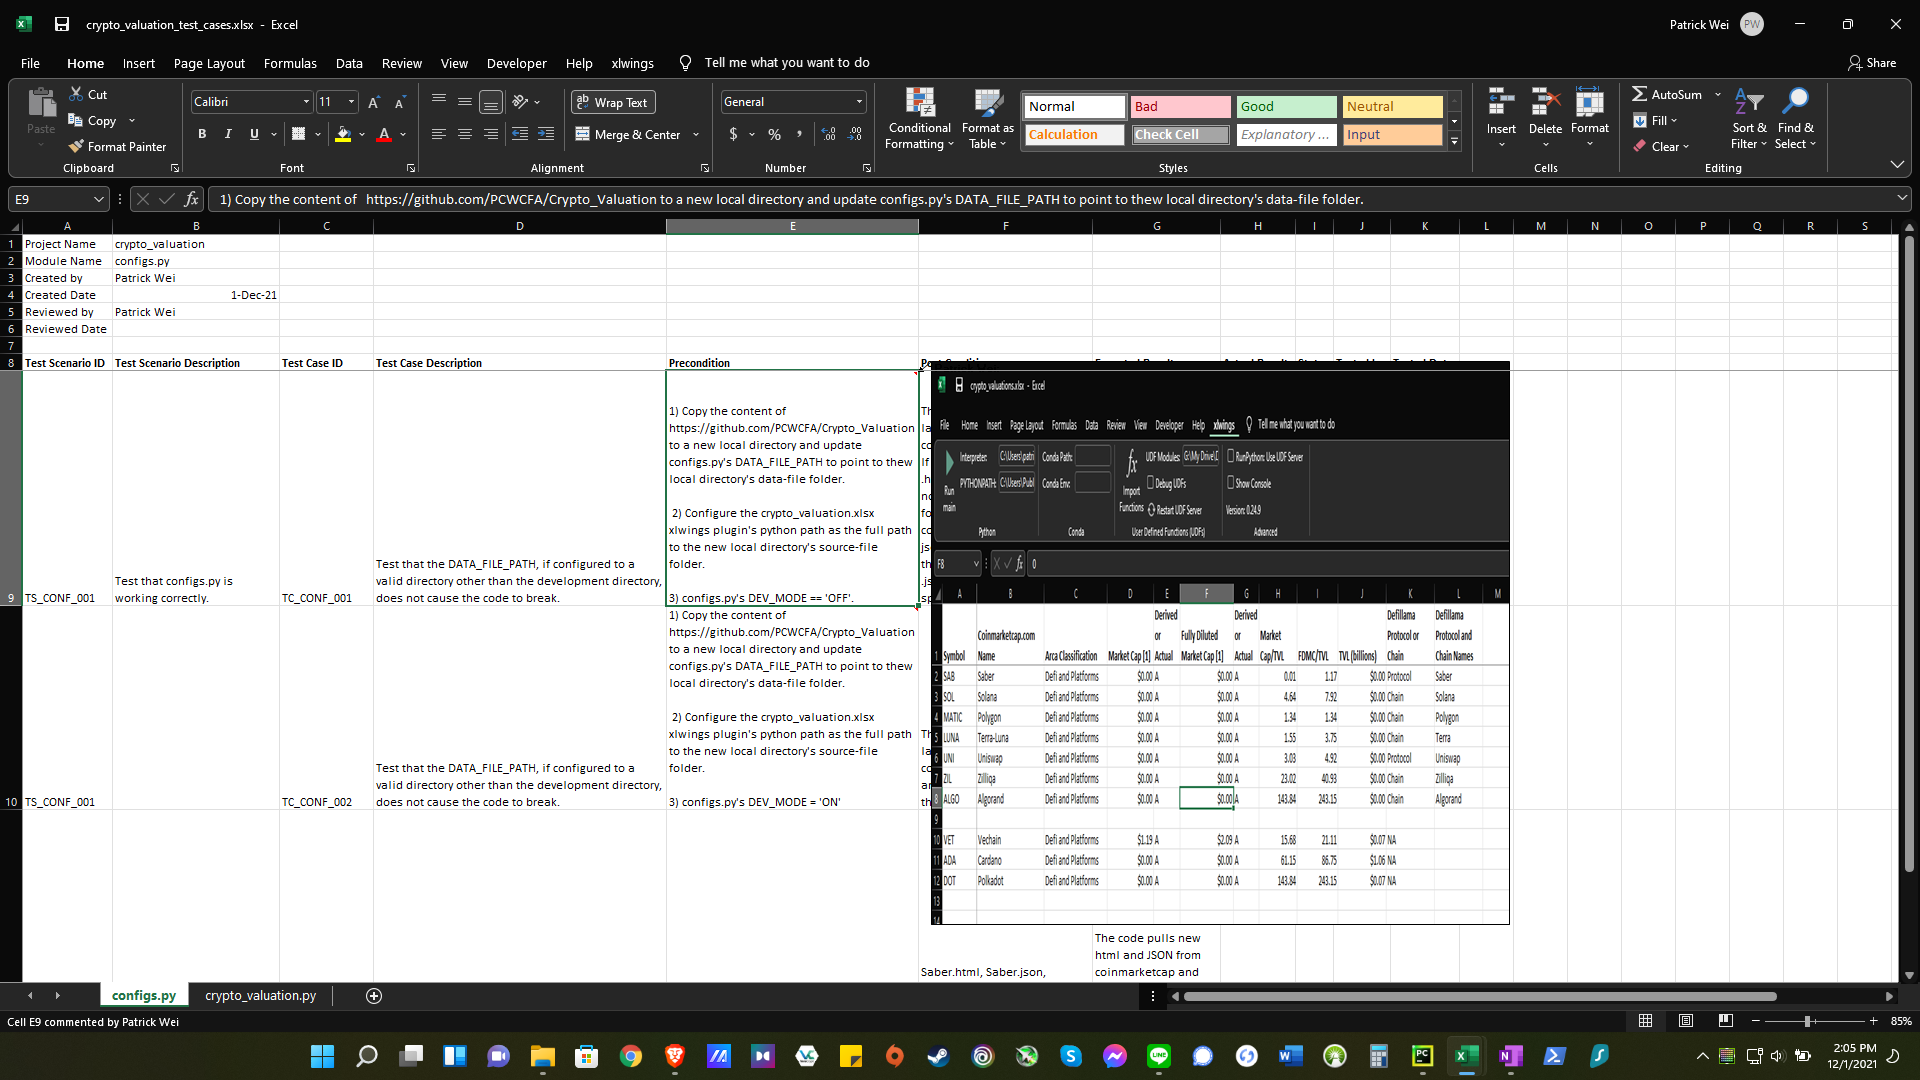 crypto_valuation_test_cases.xlsx - Excel
Patrick Wei PW
File Home Insert Page Layout Formulas Data Review View Developer Help xlwings Tell me what you want to do Share
Paste Cut Copy Format Painter Clipboard
Calibri 11 B I U A A A Font
ab Wrap Text Merge & Center Alignment
General $ % , Number
Conditional Formatting Format as Table
Normal Bad Good Neutral
Calculation Check Cell Explanatory ... Input
Styles
Insert Delete Format Cells
AutoSum Fill Clear Sort & Filter Find & Select Editing
E9 fx 1) Copy the content of https://github.com/PCWCFA/Crypto_Valuation to a new local directory and update configs.py's DATA_FILE_PATH to point to thew local directory's data-file folder.
A B C D E F G H I J K L M N O P Q R S
1 Project Name crypto_valuation
2 Module Name configs.py
3 Created by Patrick Wei
4 Created Date 1-Dec-21
5 Reviewed by Patrick Wei
6 Reviewed Date
7
8 Test Scenario ID Test Scenario Description Test Case ID Test Case Description Precondition
1) Copy the content of
https://github.com/PCWCFA/Crypto_Valuation
to a new local directory and update
configs.py's DATA_FILE_PATH to point to thew
local directory's data-file folder.
2) Configure the crypto_valuation.xlsx
xlwings plugin's python path as the full path
to the new local directory's source-file
folder.
3) configs.py's DEV_MODE == 'OFF'.
Test that the DATA_FILE_PATH, if configured to a
valid directory other than the development directory,
does not cause the code to break.
Test that configs.py is
working correctly.
9 TS_CONF_001 TC_CONF_001
1) Copy the content of
https://github.com/PCWCFA/Crypto_Valuation
to a new local directory and update
configs.py's DATA_FILE_PATH to point to thew
local directory's data-file folder.
2) Configure the crypto_valuation.xlsx
xlwings plugin's python path as the full path
to the new local directory's source-file
folder.
3) configs.py's DEV_MODE = 'ON'
Test that the DATA_FILE_PATH, if configured to a
valid directory other than the development directory,
does not cause the code to break.
10 TS_CONF_001 TC_CONF_002
crypto_valuations.xlsx - Excel
File Home Insert Page Layout Formulas Data Review View Developer Help xlwings Tell me what you want to do
Run main Interpreter: C:\Users\patri PYTHONPATH: C:\Users\Publ Python
Conda Path: Conda Env: Conda
Import Functions UDF Modules: G:\My Drive\D Debug UDFs Restart UDF Server User Defined Functions (UDFs)
RunPython: Use UDF Server Show Console Version: 0.24.9 Advanced
F8 fx 0
A B C D E F G H I J K L M
1 Symbol Coinmarketcap.com Name Arca Classification Market Cap [1] Derived or Actual Fully Diluted Market Cap [1] Derived or Actual Market Cap/TVL FDMC/TVL TVL (billions) Defillama Protocol or Chain Defillama Protocol and Chain Names
2 SAB Saber Defi and Platforms $0.00 A $0.00 A 0.01 1.17 $0.00 Protocol Saber
3 SOL Solana Defi and Platforms $0.00 A $0.00 A 4.64 7.92 $0.00 Chain Solana
4 MATIC Polygon Defi and Platforms $0.00 A $0.00 A 1.34 1.34 $0.00 Chain Polygon
5 LUNA Terra-Luna Defi and Platforms $0.00 A $0.00 A 1.55 3.75 $0.00 Chain Terra
6 UNI Uniswap Defi and Platforms $0.00 A $0.00 A 3.03 4.92 $0.00 Protocol Uniswap
7 ZIL Zilliqa Defi and Platforms $0.00 A $0.00 A 23.02 40.93 $0.00 Chain Zilliqa
8 ALGO Algorand Defi and Platforms $0.00 A $0.00 A 143.84 243.15 $0.00 Chain Algorand
9
10 VET Vechain Defi and Platforms $1.19 A $2.09 A 15.68 21.11 $0.07 NA
11 ADA Cardano Defi and Platforms $0.00 A $0.00 A 61.15 86.75 $1.06 NA
12 DOT Polkadot Defi and Platforms $0.00 A $0.00 A 143.84 243.15 $0.07 NA
13
14
The code pulls new
html and JSON from
Saber.html, Saber.json, coinmarketcap and
configs.py crypto_valuation.py
Cell E9 commented by Patrick Wei
85%
2:05 PM
12/1/2021